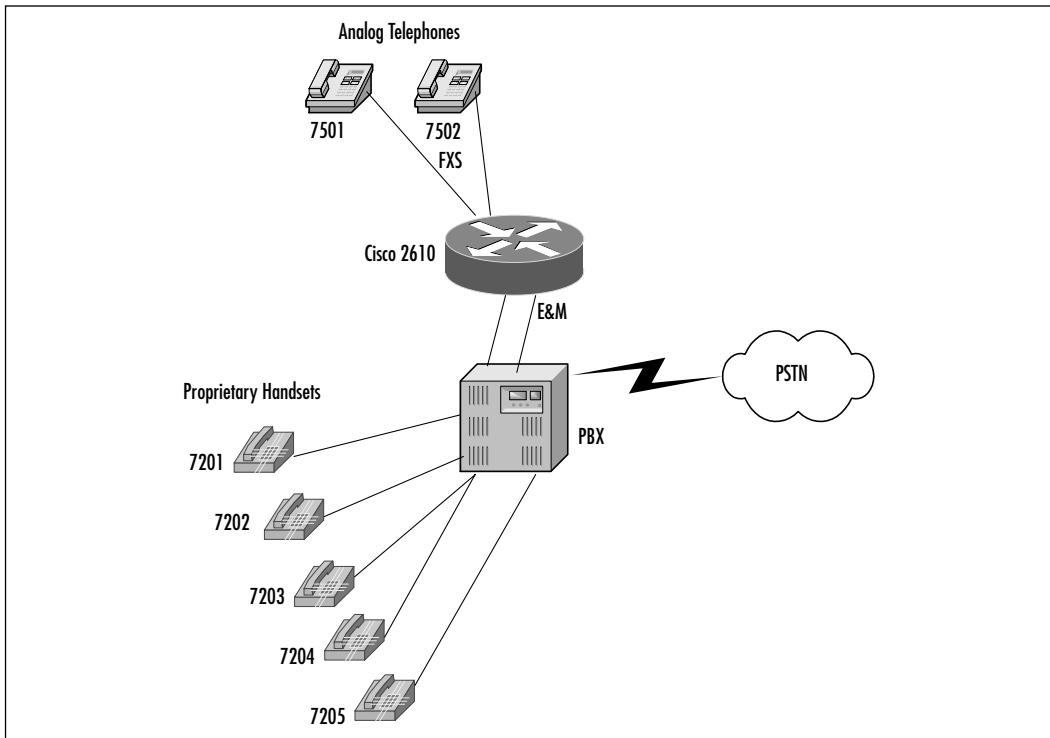 Analog Telephones
7501
7502
FXS
Cisco 2610
E&M
PSTN
Proprietary Handsets
PBX
7201
7202
7203
7204
7205